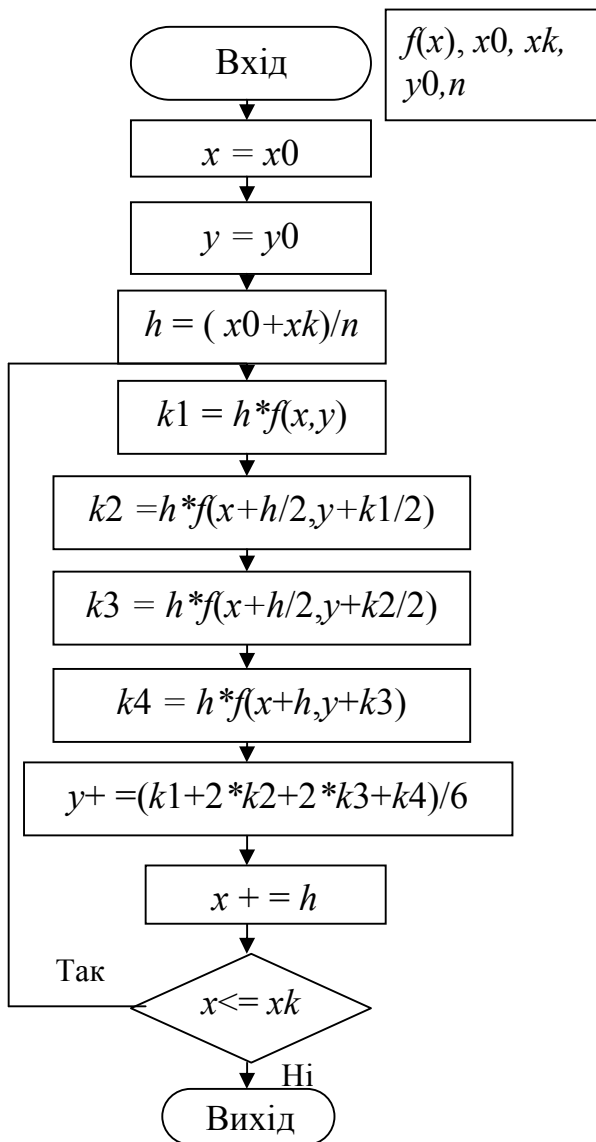 Вхід
f(x), x0, xk,
y0,n
x = x0
y = y0
h = ( x0+xk)/n
k1 = h*f(x,y)
k2 =h*f(x+h/2,y+k1/2)
k3 = h*f(x+h/2,y+k2/2)
k4 = h*f(x+h,y+k3)
y+ =(k1+2*k2+2*k3+k4)/6
x + = h
Так
x<= xk
Ні
Вихід